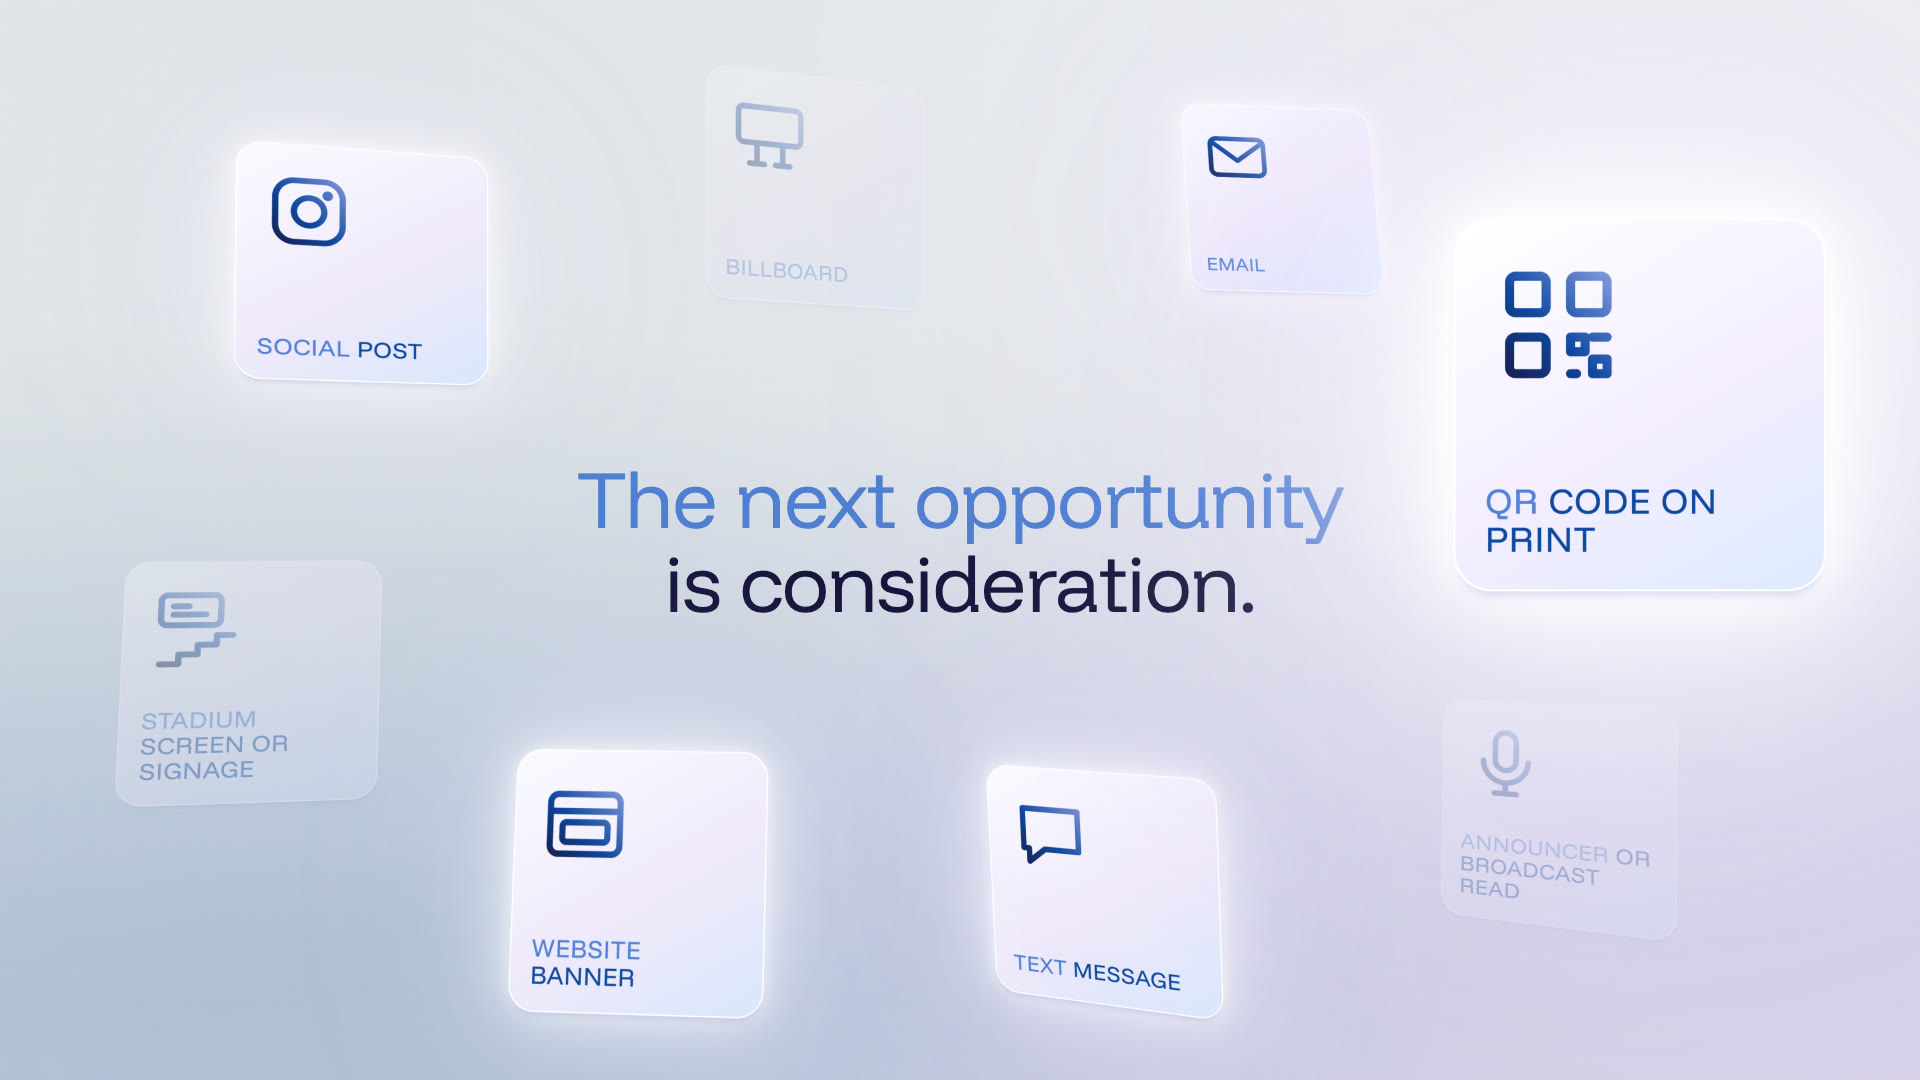 BILLBOARD
EMAIL
SOCIAL POST
The next opportunity
is consideration.
QR CODE ON
PRINT
STADIUM
SCREEN OR
SIGNAGE
WEBSITE
BANNER
TEXT MESSAGE
ANNOUNCER OR
BROADCAST
READ